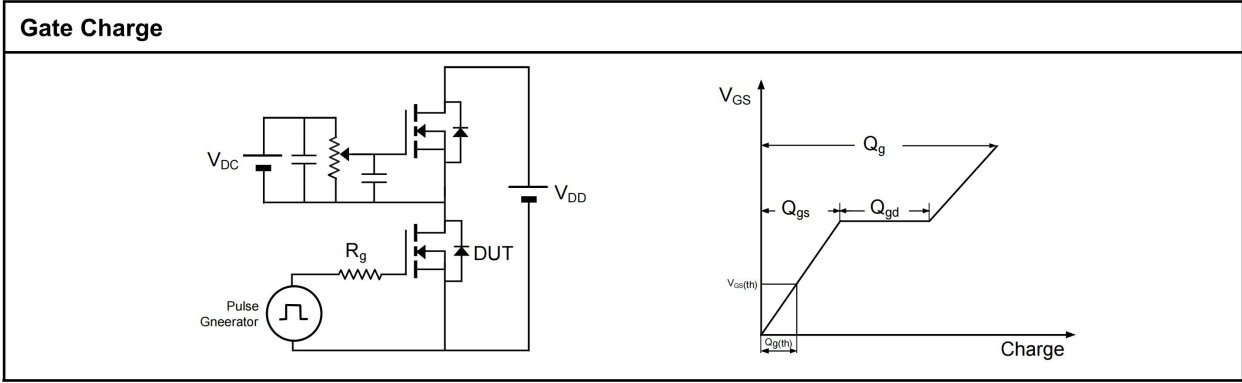 Gate Charge
V_DC
V_DD
R_g
DUT
Pulse
Gneerator
V_GS
Q_g
Q_gs
Q_gd
V_GS(th)
Q_g(th)
Charge